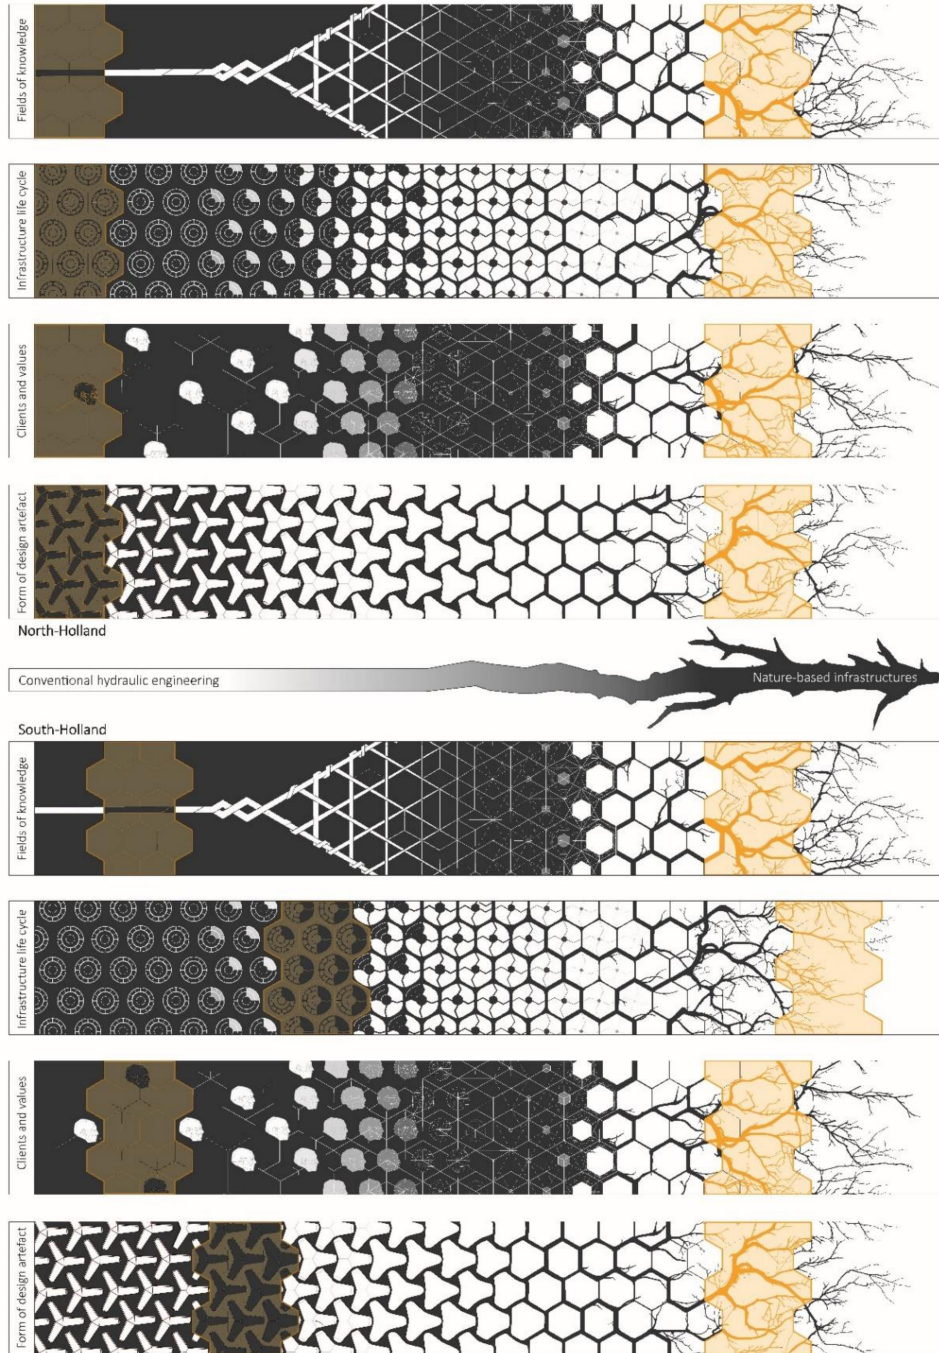 Fields of knowledge
Infrastructure life cycle
Clients and values
Form of design artefact
North-Holland
Conventional hydraulic engineering
Nature-based infrastructures
South-Holland
Fields of knowledge
Infrastructure life cycle
Clients and values
Form of design artefact